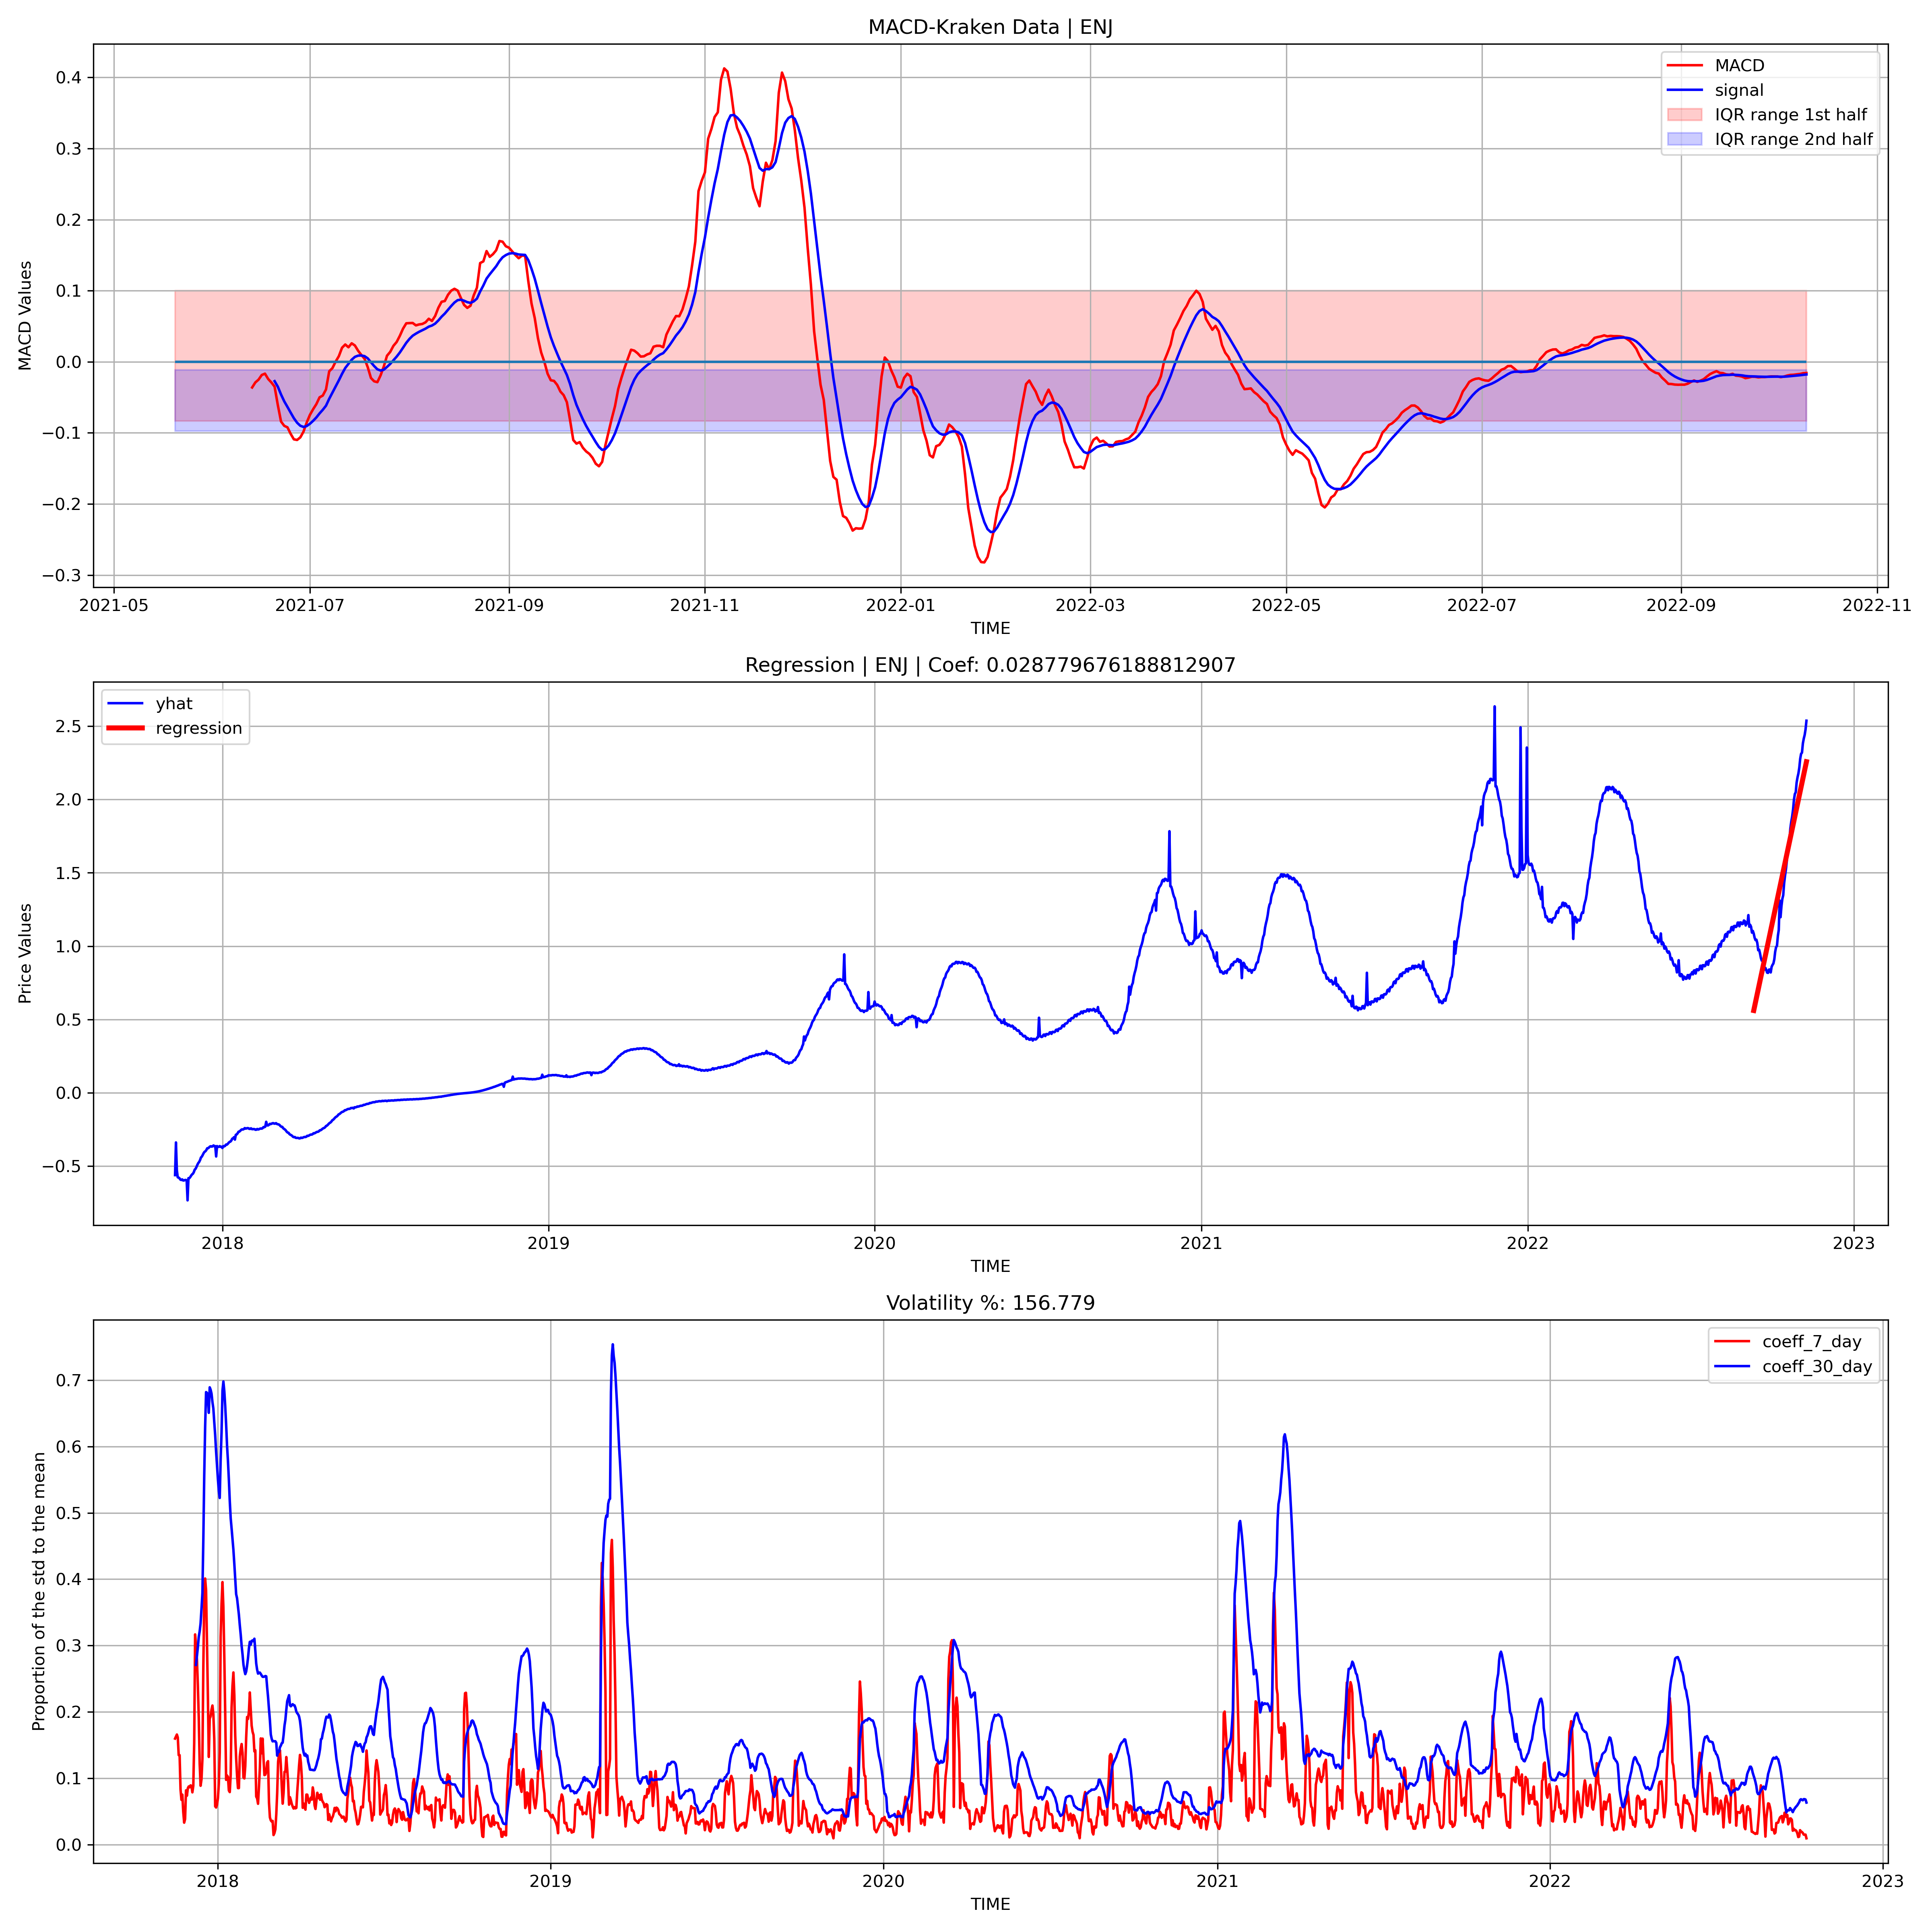 MACD-Kraken Data | ENJ
MACD Values
0.4
0.3
0.2
0.1
0.0
−0.1
−0.2
−0.3
MACD
signal
IQR range 1st half
IQR range 2nd half
2021-05 2021-07 2021-09 2021-11 2022-01 2022-03 2022-05 2022-07 2022-09 2022-11
TIME
Regression | ENJ | Coef: 0.028779676188812907
Price Values
yhat
regression
2.5
2.0
1.5
1.0
0.5
0.0
−0.5
2018 2019 2020 2021 2022 2023
TIME
Volatility %: 156.779
Proportion of the std to the mean
coeff_7_day
coeff_30_day
0.7
0.6
0.5
0.4
0.3
0.2
0.1
0.0
2018 2019 2020 2021 2022 2023
TIME